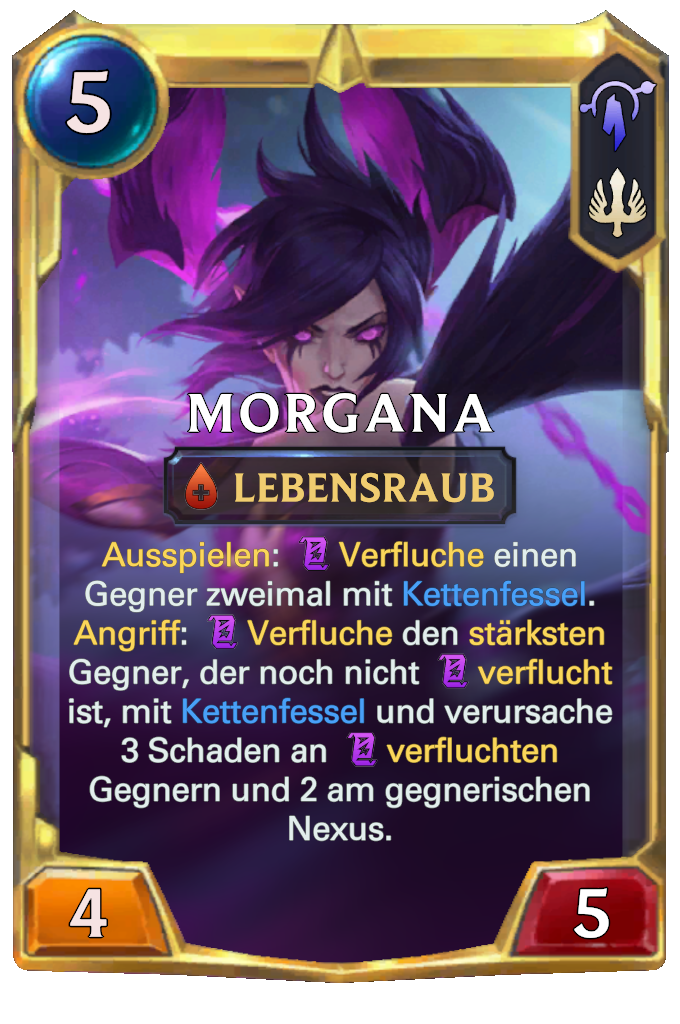 5
MORGANA
LEBENSRAUB
Ausspielen: Verfluche einen
Gegner zweimal mit Kettenfessel.
Angriff: Verfluche den stärksten
Gegner, der noch nicht verflucht
ist, mit Kettenfessel und verursache
3 Schaden an verfluchten
Gegnern und 2 am gegnerischen
Nexus.
4
5